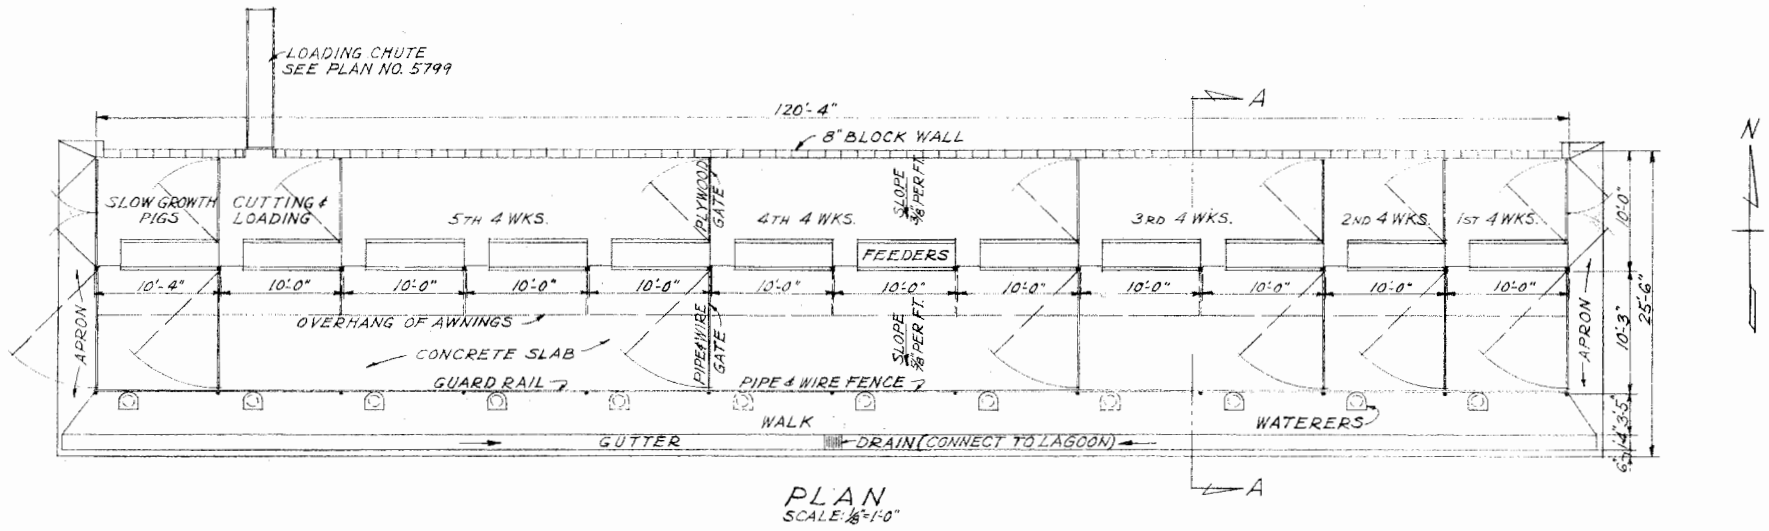 LOADING CHUTE
SEE PLAN NO. 5799
A
120'-4"
8" BLOCK WALL
N
SLOW GROWTH
PIGS
CUTTING &
LOADING
5TH 4 WKS.
PLYWOOD
GATE
4TH 4 WKS.
SLOPE
3/8" PER FT.
3RD 4 WKS.
2ND 4 WKS.
1ST 4 WKS.
10'-0"
FEEDERS
10'-4"
10'-0"
10'-0"
10'-0"
10'-0"
10'-0"
10'-0"
10'-0"
10'-0"
10'-0"
10'-0"
10'-0"
APRON
OVERHANG OF AWNINGS
CONCRETE SLAB
PIPE & WIRE
GATE
SLOPE
PER FT.
APRON
10'-3"
25'-6"
GUARD RAIL
PIPE & WIRE FENCE
WALK
WATERERS
GUTTER
DRAIN (CONNECT TO LAGOON)
A
PLAN
SCALE: 1/8"=1'-0"